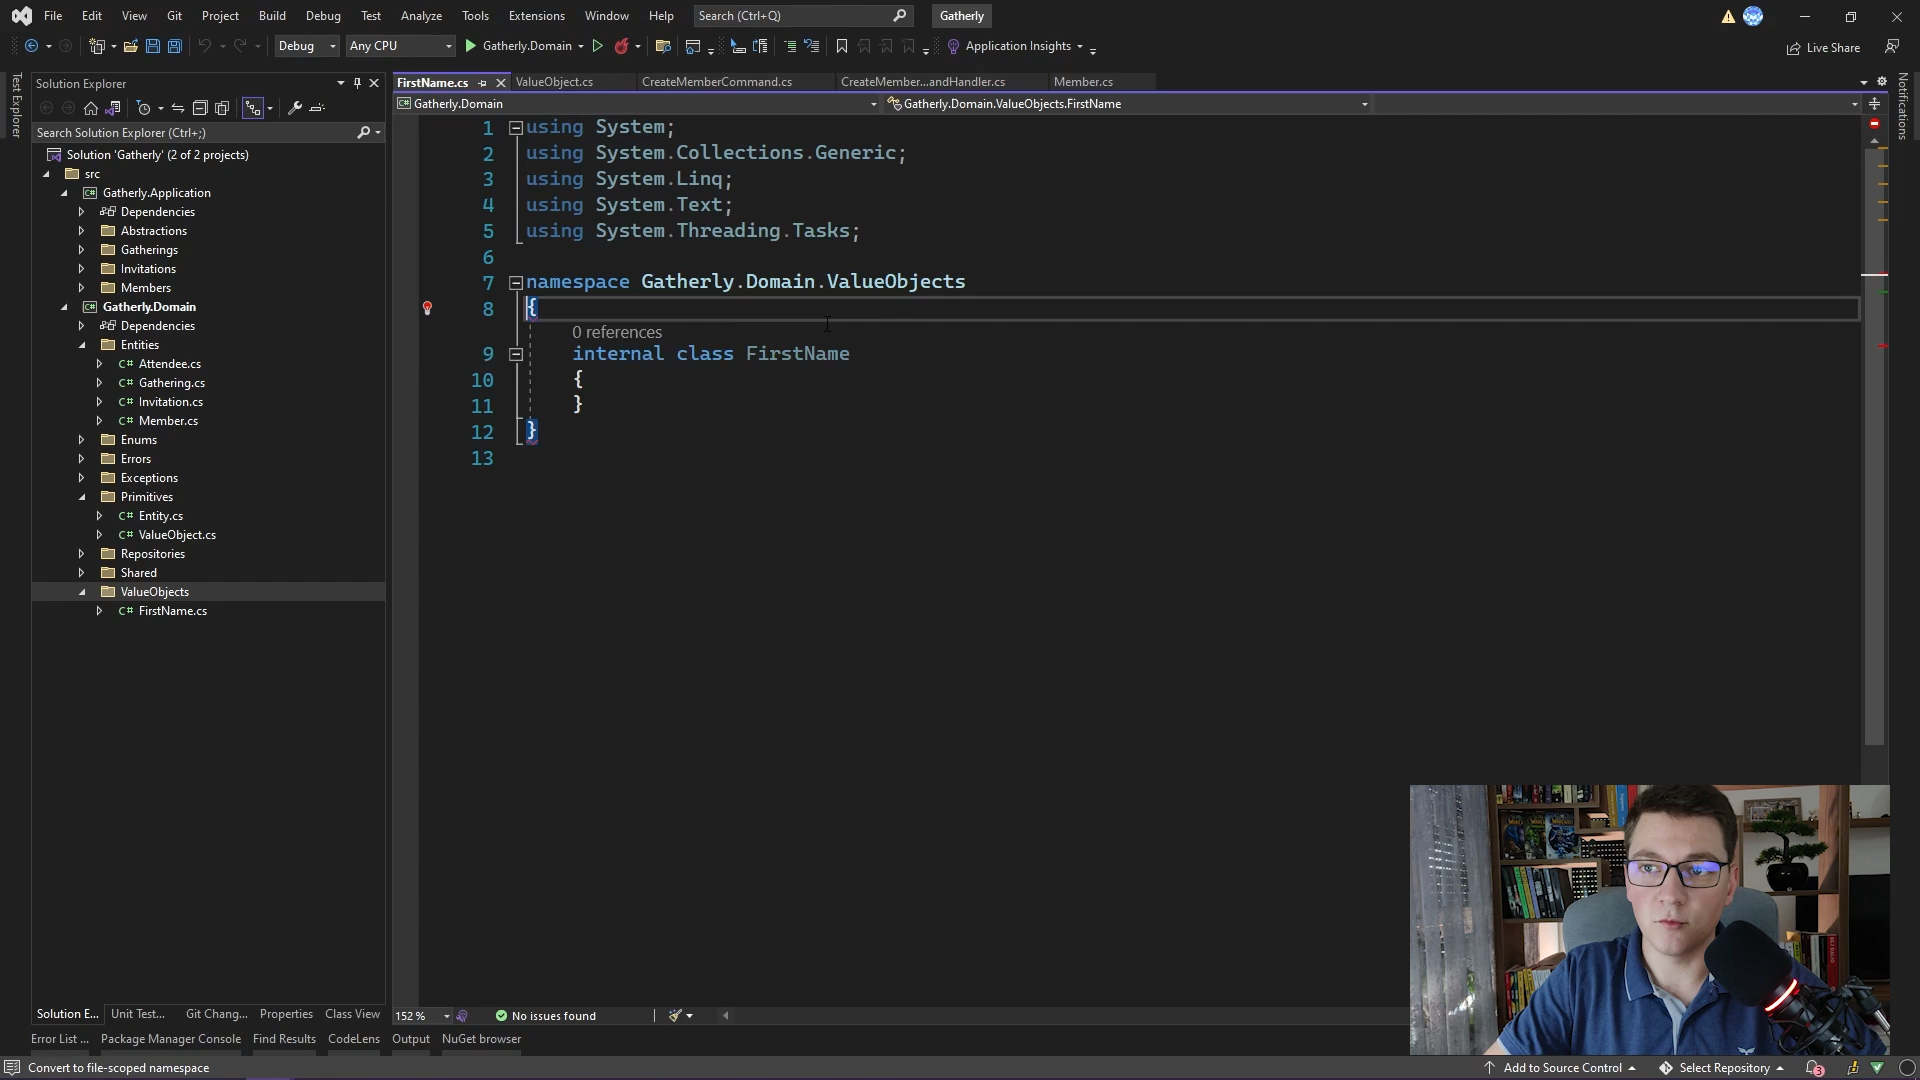 File Edit View Git Project Build Debug Test Analyze Tools Extensions Window Help Search (Ctrl+Q) Gatherly
Debug Any CPU Gatherly.Domain Application Insights Live Share
Test Explorer
Solution Explorer
Search Solution Explorer (Ctrl+;)
Solution 'Gatherly' (2 of 2 projects)
src
C# Gatherly.Application
Dependencies
Abstractions
Gatherings
Invitations
Members
C# Gatherly.Domain
Dependencies
Entities
C# Attendee.cs
C# Gathering.cs
C# Invitation.cs
C# Member.cs
Enums
Errors
Exceptions
Primitives
C# Entity.cs
C# ValueObject.cs
Repositories
Shared
ValueObjects
C# FirstName.cs
Solution E... Unit Test... Git Chang... Properties Class View
FirstName.cs ValueObject.cs CreateMemberCommand.cs CreateMember...andHandler.cs Member.cs
C# Gatherly.Domain Gatherly.Domain.ValueObjects.FirstName
1 using System;
2 using System.Collections.Generic;
3 using System.Linq;
4 using System.Text;
5 using System.Threading.Tasks;
6
7 namespace Gatherly.Domain.ValueObjects
8 {
0 references
9 internal class FirstName
10 {
11 }
12 }
13
Notifications
152 % No issues found
Error List ... Package Manager Console Find Results CodeLens Output NuGet browser
Convert to file-scoped namespace Add to Source Control Select Repository 3